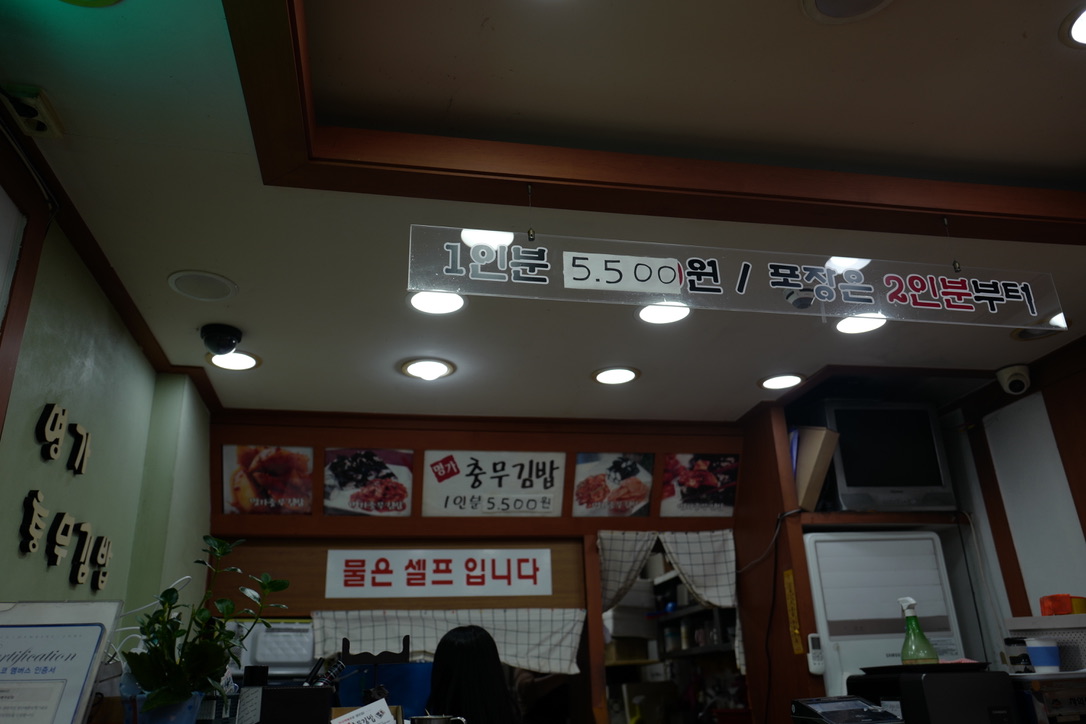 1인분 5.500원 / 포장은 2인분부터
명가
충무김밥
명가 충무김밥
1인분 5.500원
물은 셀프 입니다